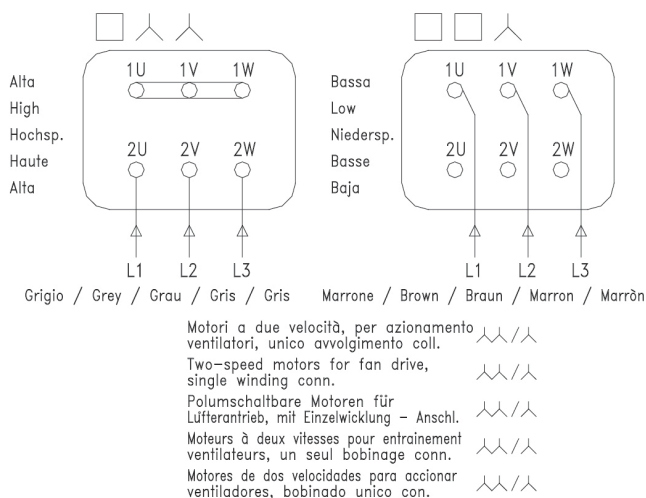 Alta
High
Hochsp.
Haute
Alta
1U 1V 1W
2U 2V 2W
L1 L2 L3
Grigio / Grey / Grau / Gris / Gris
Bassa
Low
Niedersp.
Basse
Baja
1U 1V 1W
2U 2V 2W
L1 L2 L3
Marrone / Brown / Braun / Marron / Marròn
Motori a due velocità, per azionamento
ventilatori, unico avvolgimento coll.
Two-speed motors for fan drive,
single winding conn.
Polumschaltbare Motoren für
Lüfterantrieb, mit Einzelwicklung - Anschl.
Moteurs à deux vitesses pour entrainement
ventilateurs, un seul bobinage conn.
Motores de dos velocidades para accionar
ventiladores, bobinado unico con.